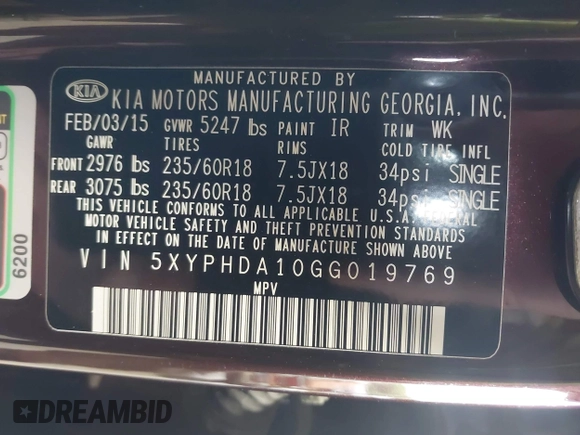 MANUFACTURED BY
KIA KIA MOTORS MANUFACTURING GEORGIA, INC.
FEB/03/15 GVWR 5247 lbs PAINT IR TRIM WK
GAWR TIRES RIMS COLD TIRE INFL
FRONT 2976 lbs 235/60R18 7.5JX18 34psi SINGLE
REAR 3075 lbs 235/60R18 7.5JX18 34psi SINGLE
THIS VEHICLE CONFORMS TO ALL APPLICABLE U.S.A. FEDERAL
MOTOR VEHICLE SAFETY AND THEFT PREVENTION STANDARDS
IN EFFECT ON THE DATE OF MANUFACTURE SHOWN ABOVE
VIN 5XYPHDA10GG019769
MPV
6200
DREAMBID